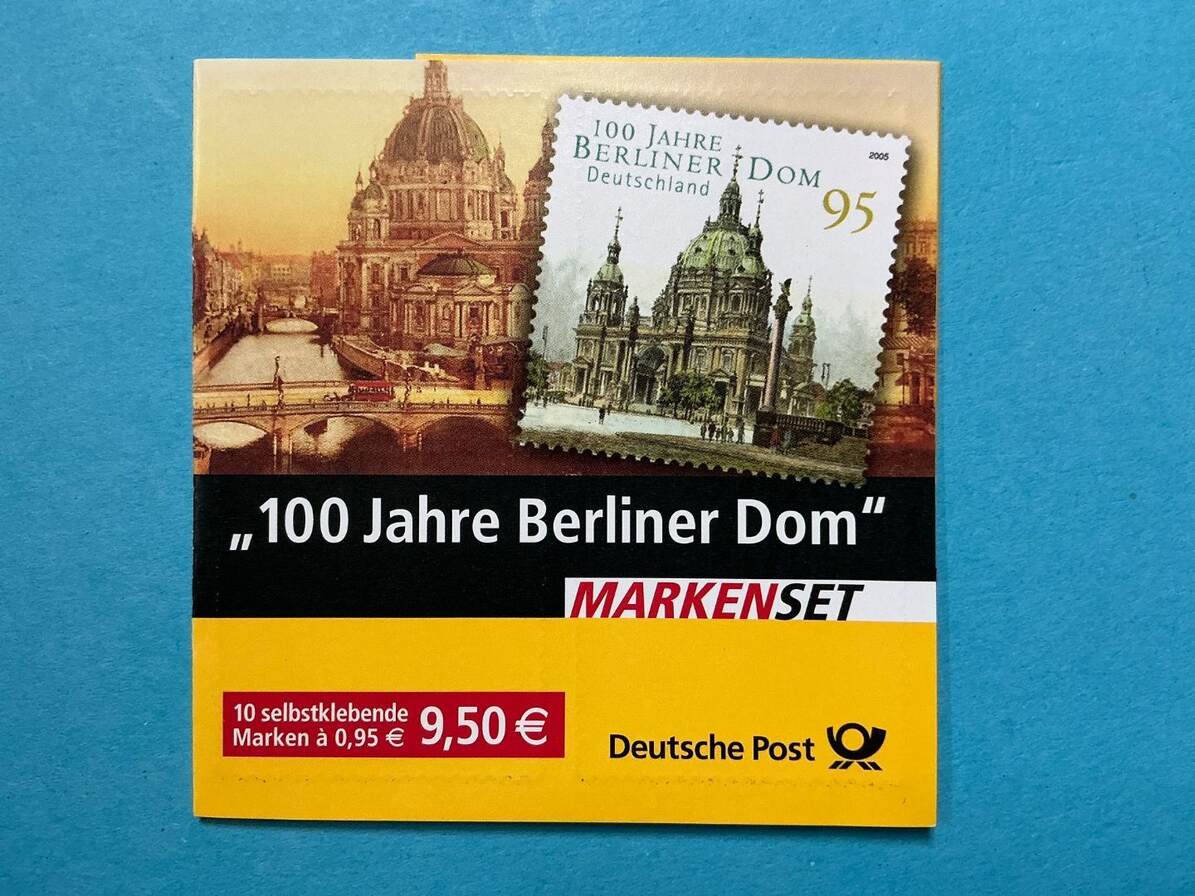 100 JAHRE
BERLINER DOM
Deutschland
2005
95
„100 Jahre Berliner Dom“
MARKENSET
10 selbstklebende
Marken à 0,95 €
9,50 €
Deutsche Post